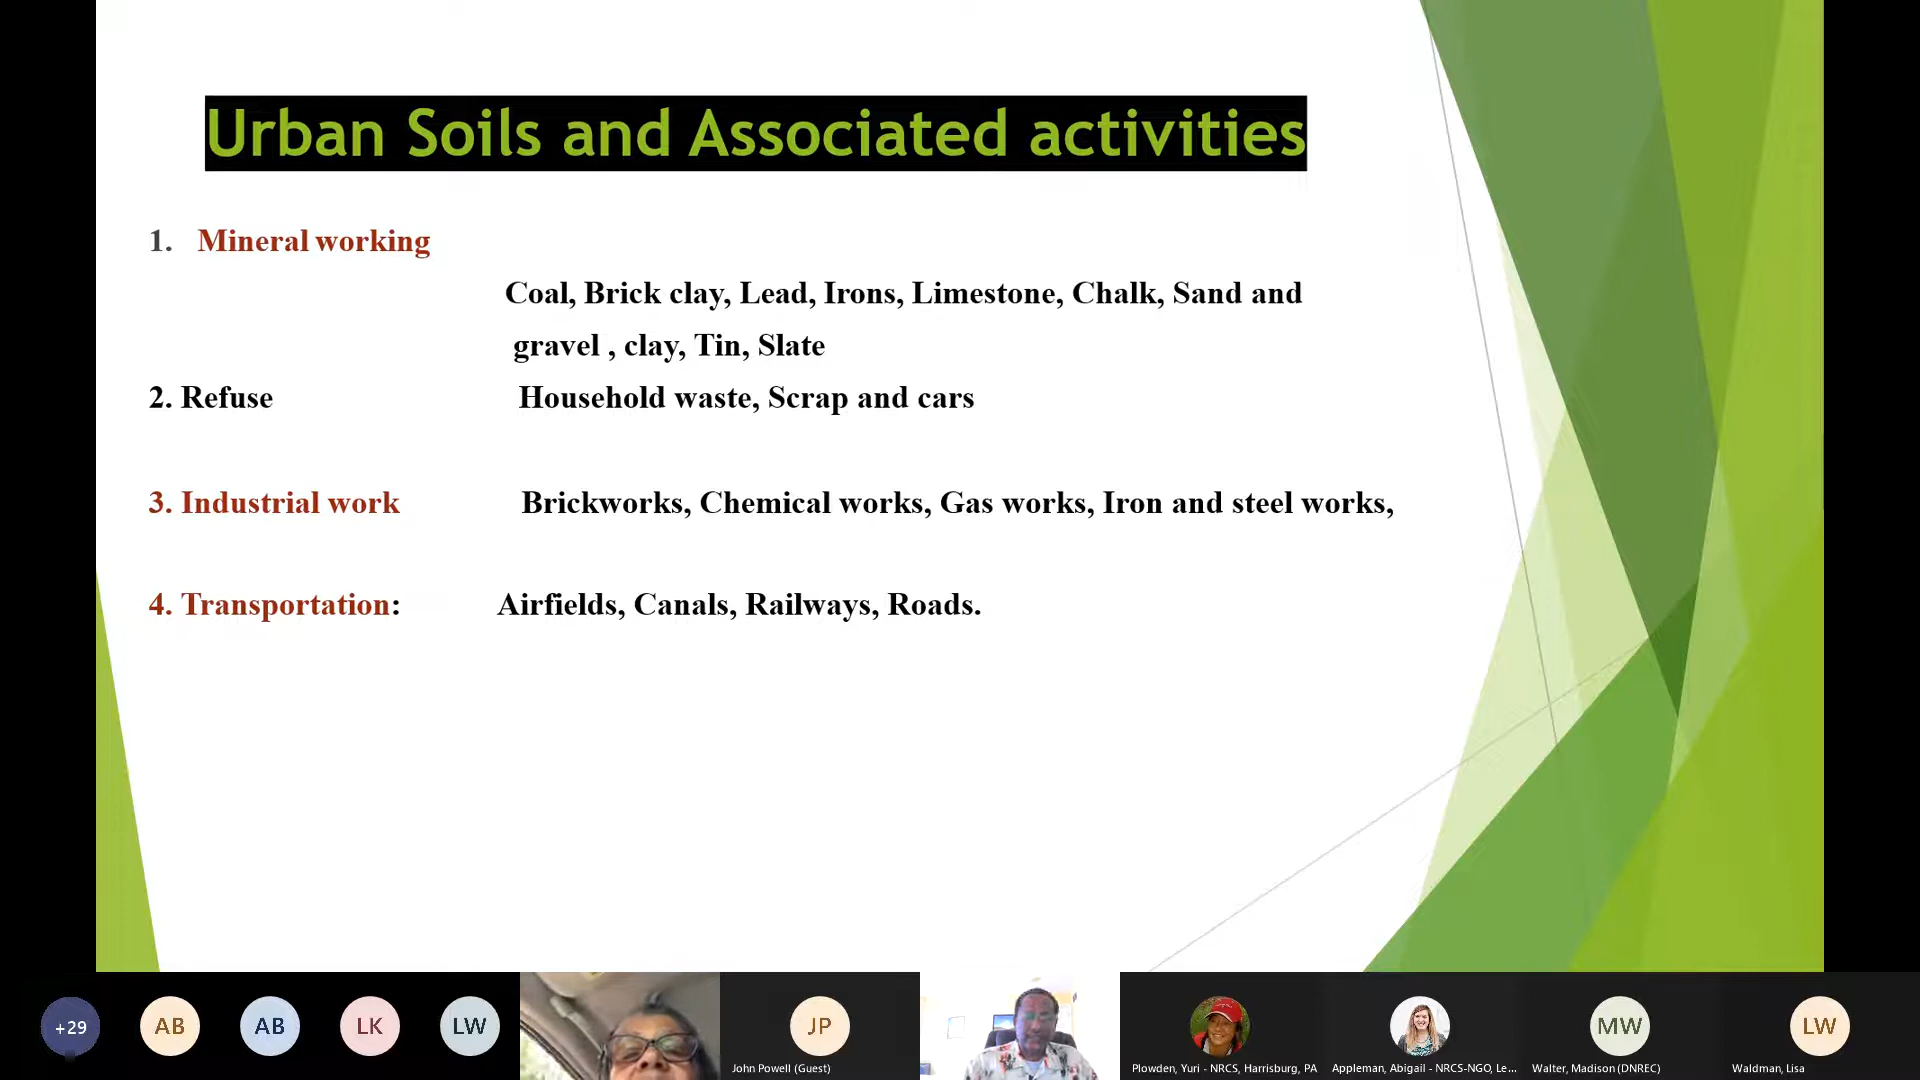 Urban Soils and Associated activities
1. Mineral working
Coal, Brick clay, Lead, Irons, Limestone, Chalk, Sand and
gravel , clay, Tin, Slate
2. Refuse Household waste, Scrap and cars
3. Industrial work Brickworks, Chemical works, Gas works, Iron and steel works,
4. Transportation: Airfields, Canals, Railways, Roads.
+29 AB AB LK LW JP MW LW
John Powell (Guest) Plowden, Yuri - NRCS, Harrisburg, PA Appleman, Abigail - NRCS-NGO, Le... Walter, Madison (DNREC) Waldman, Lisa